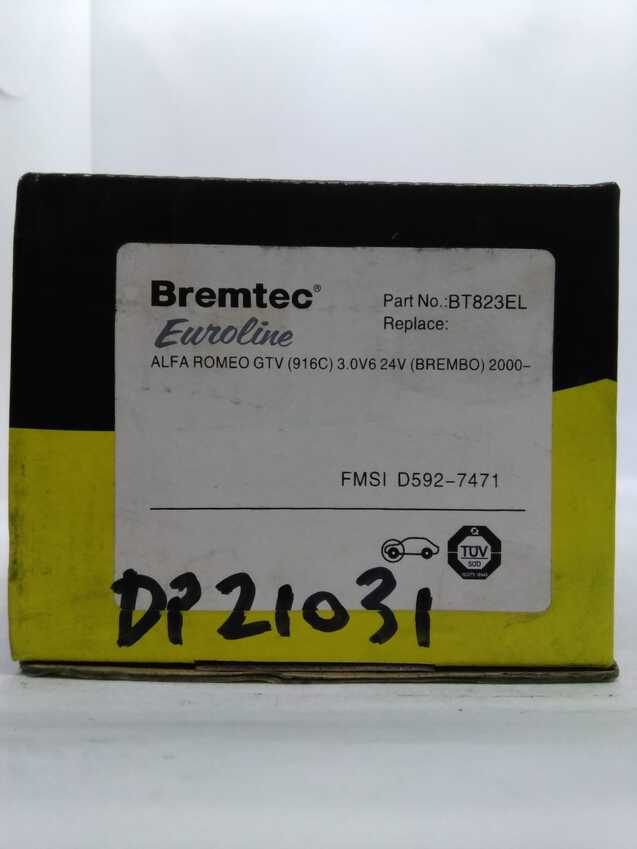 Bremtec®
Euroline
Part No.:BT823EL
Replace:
ALFA ROMEO GTV (916C) 3.0V6 24V (BREMBO) 2000-
FMSI D592-7471
TÜV
SÜD
DP21031